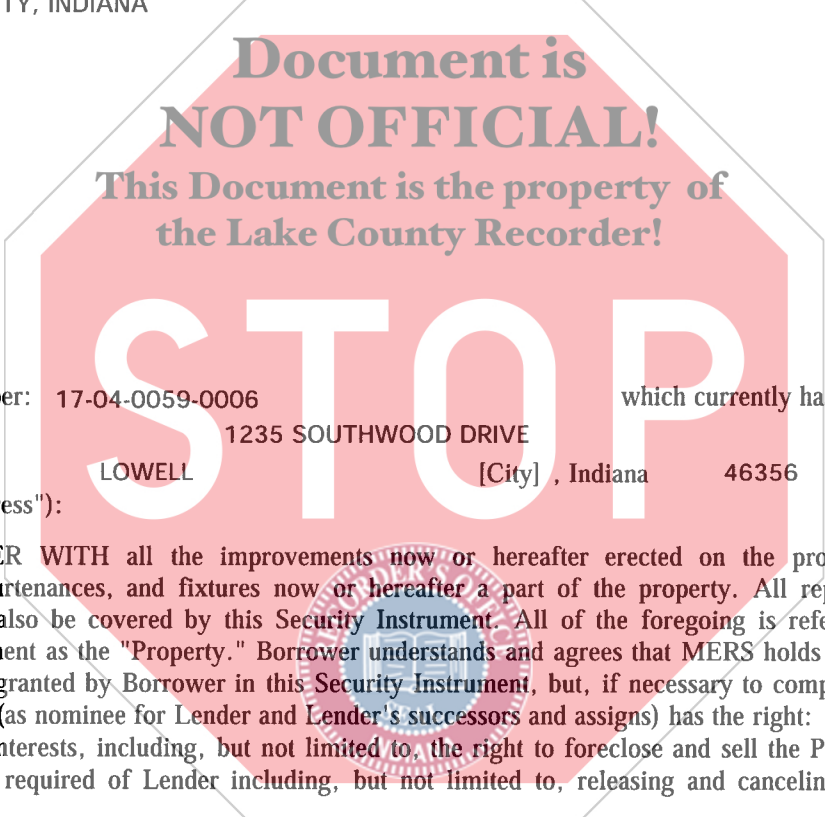 TY, INDIANA
Document is
NOT OFFICIAL!
This Document is the property of
the Lake County Recorder!
STOP
er: 17-04-0059-0006 which currently ha
1235 SOUTHWOOD DRIVE
LOWELL [City] , Indiana 46356
ess"):
ER WITH all the improvements now or hereafter erected on the pro
rtenances, and fixtures now or hereafter a part of the property. All rep
also be covered by this Security Instrument. All of the foregoing is refe
ent as the "Property." Borrower understands and agrees that MERS holds
granted by Borrower in this Security Instrument, but, if necessary to comp
(as nominee for Lender and Lender's successors and assigns) has the right:
nterests, including, but not limited to, the right to foreclose and sell the P
required of Lender including, but not limited to, releasing and cancelin
RECORDER'S OFFIC
SEAL